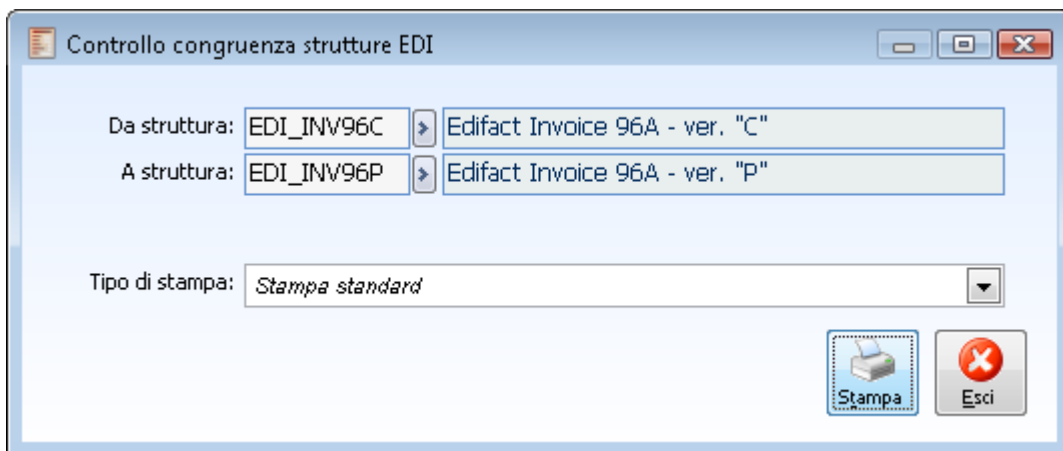 Controllo congruenza strutture EDI
Da struttura: EDI_INV96C Edifact Invoice 96A - ver. "C"
A struttura: EDI_INV96P Edifact Invoice 96A - ver. "P"
Tipo di stampa: Stampa standard
Stampa Esci